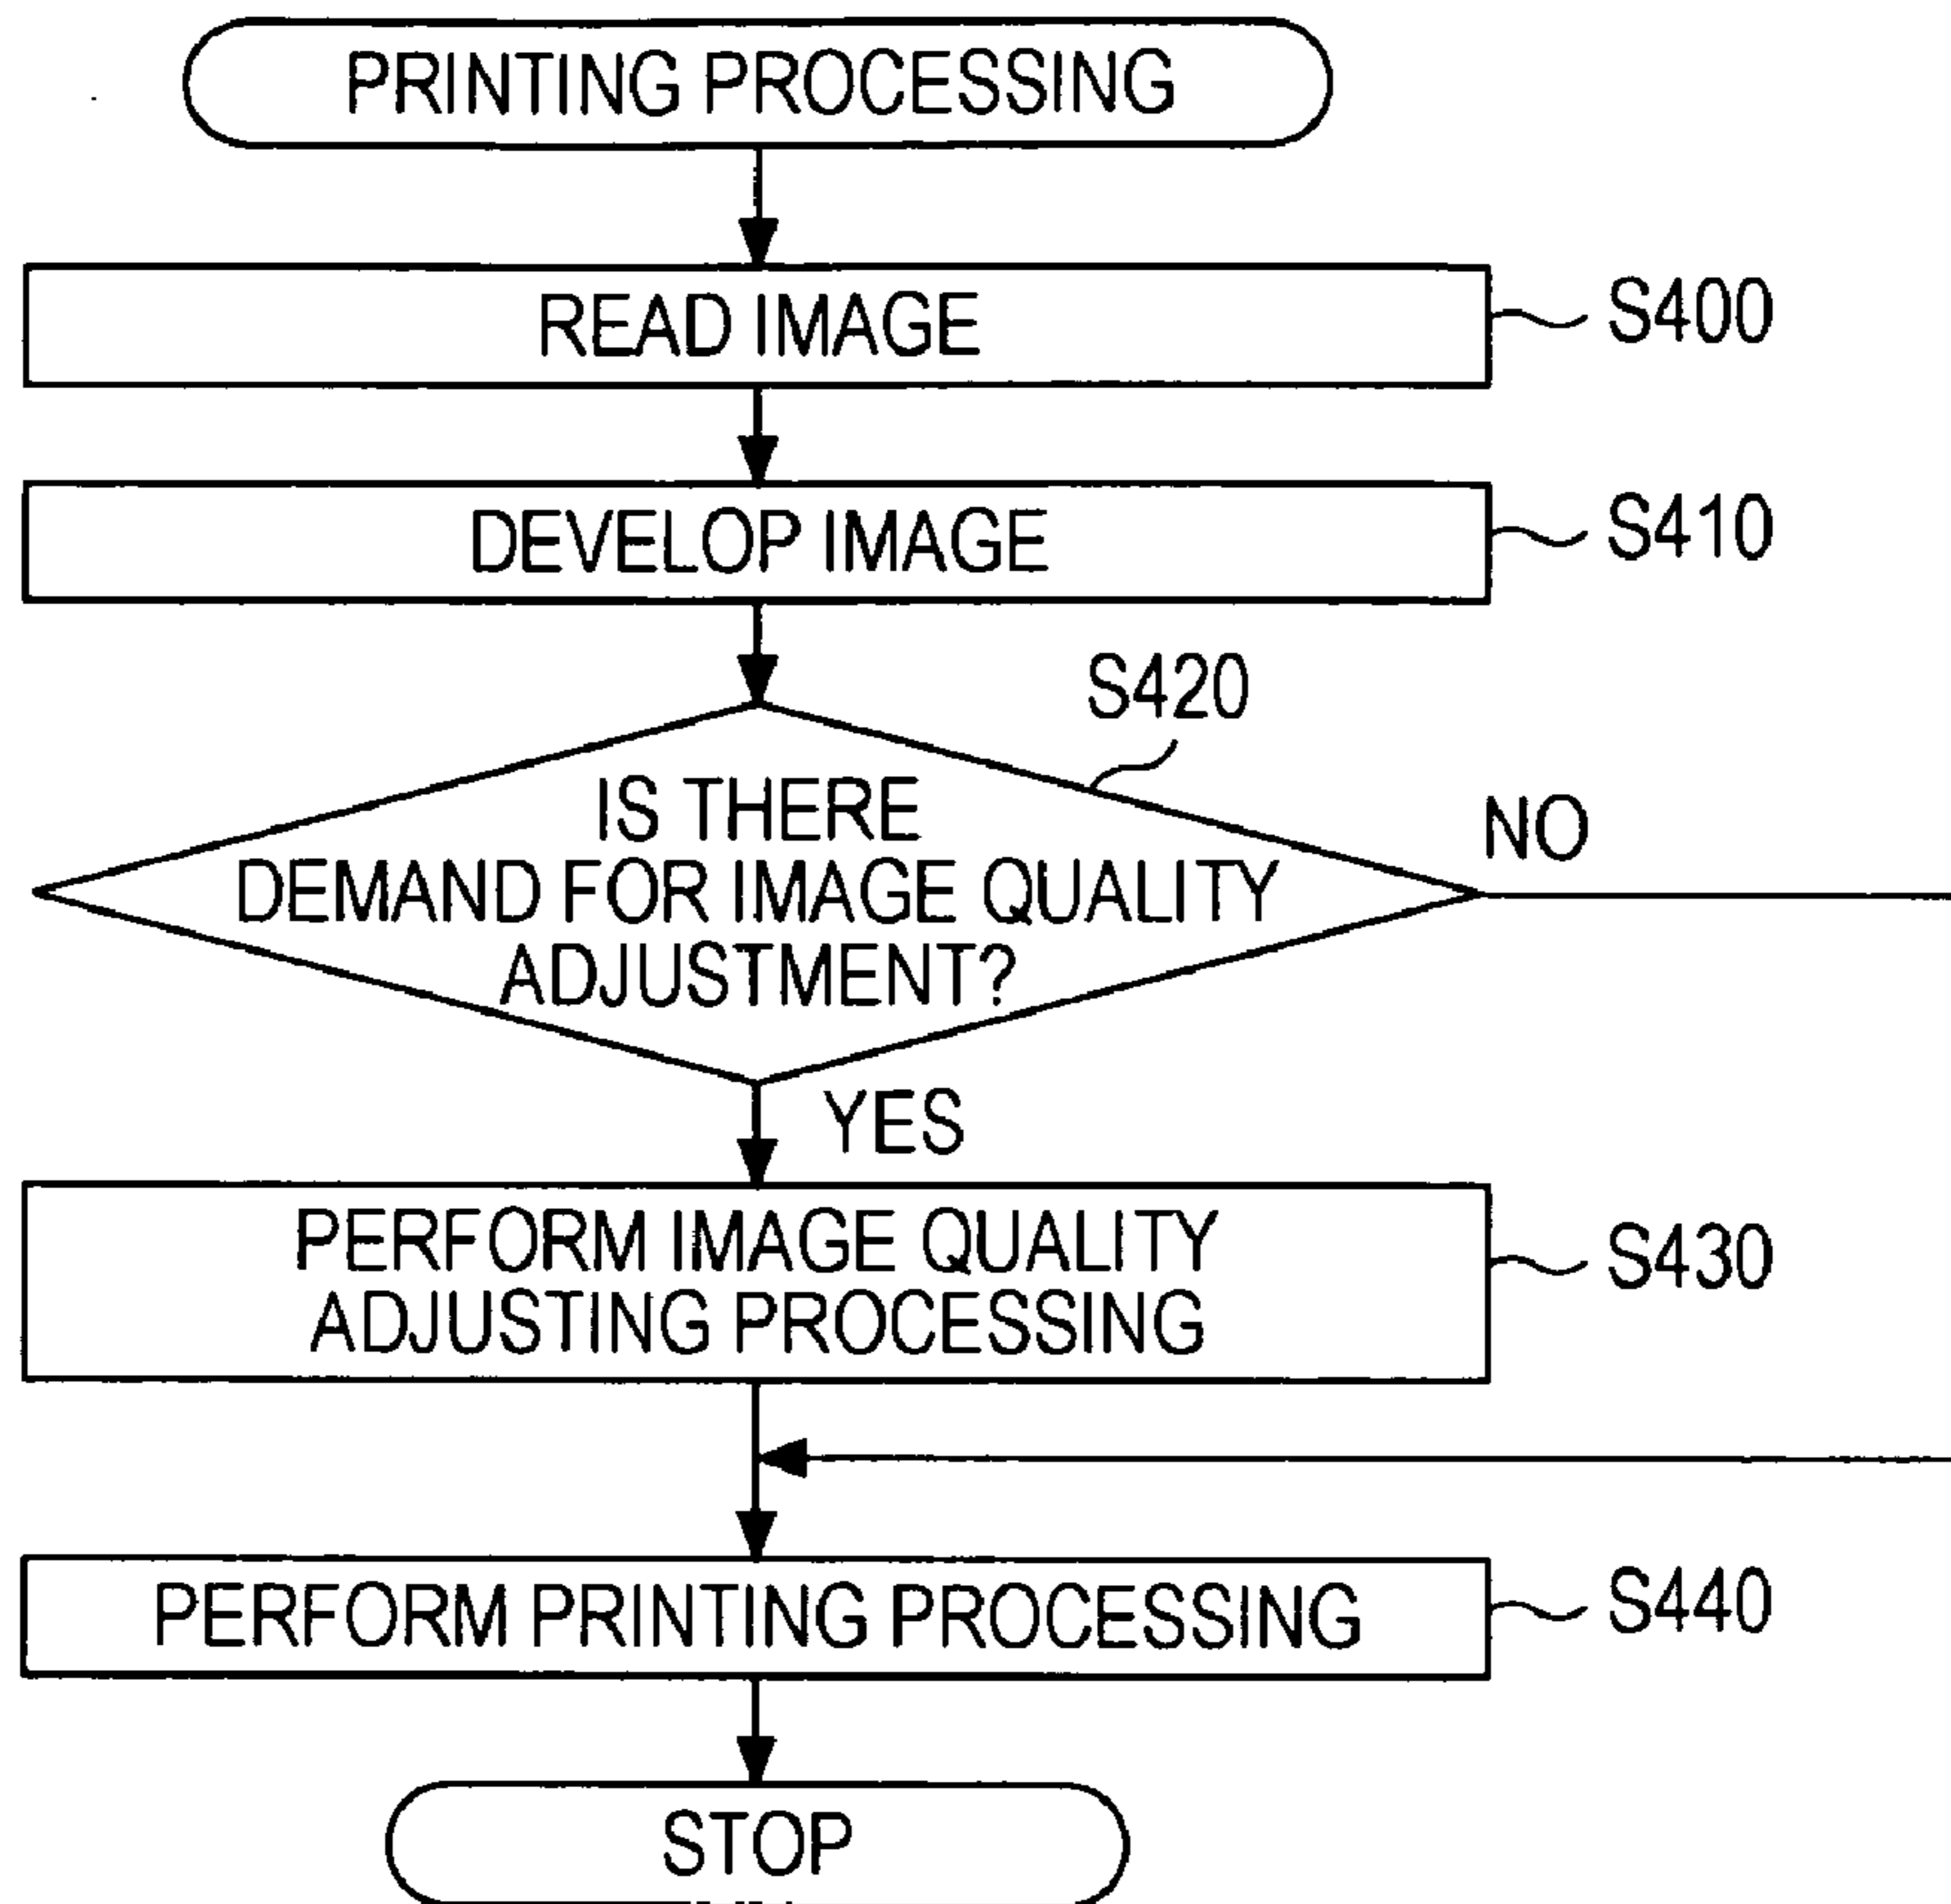 PRINTING PROCESSING
READ IMAGE
S400
DEVELOP IMAGE
S410
S420
IS THERE
DEMAND FOR IMAGE QUALITY
ADJUSTMENT?
NO
YES
PERFORM IMAGE QUALITY
ADJUSTING PROCESSING
S430
PERFORM PRINTING PROCESSING
S440
STOP